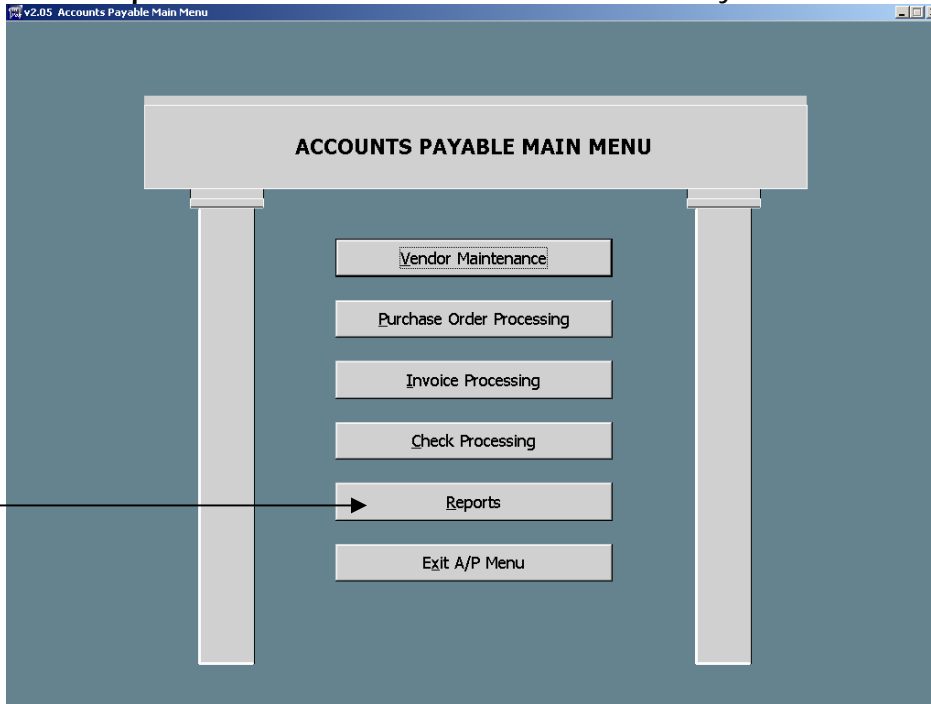 v2.05 Accounts Payable Main Menu
ACCOUNTS PAYABLE MAIN MENU
Vendor Maintenance
Purchase Order Processing
Invoice Processing
Check Processing
Reports
Exit A/P Menu